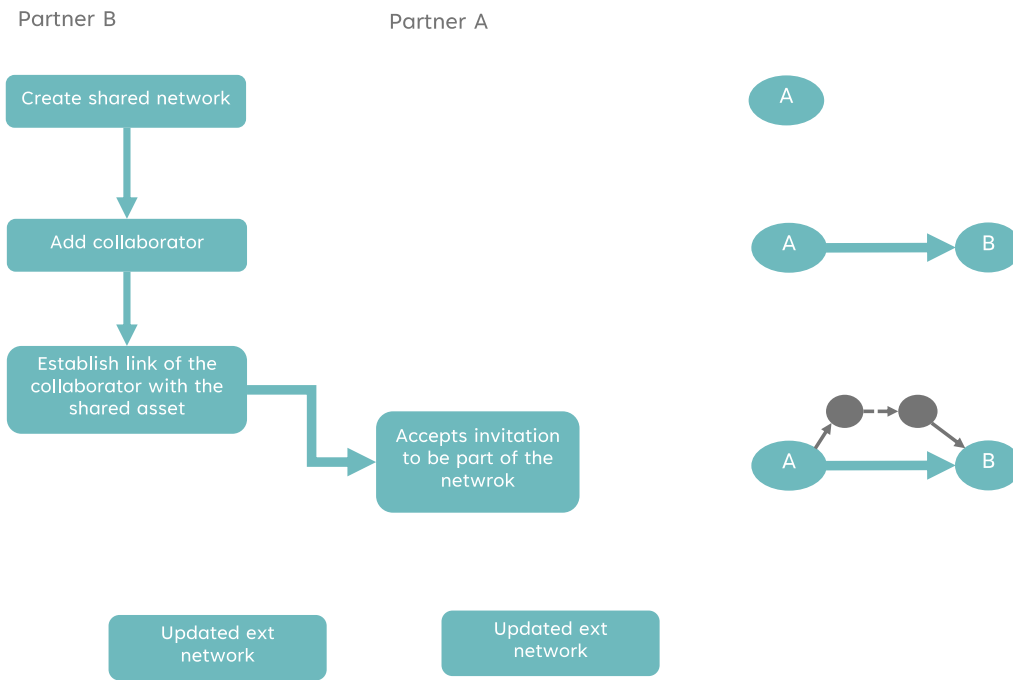 Partner B
Partner A
Create shared network
A
Add collaborator
A
B
Establish link of the
collaborator with the
shared asset
Accepts invitation
to be part of the
netwrok
A
B
Updated ext
network
Updated ext
network